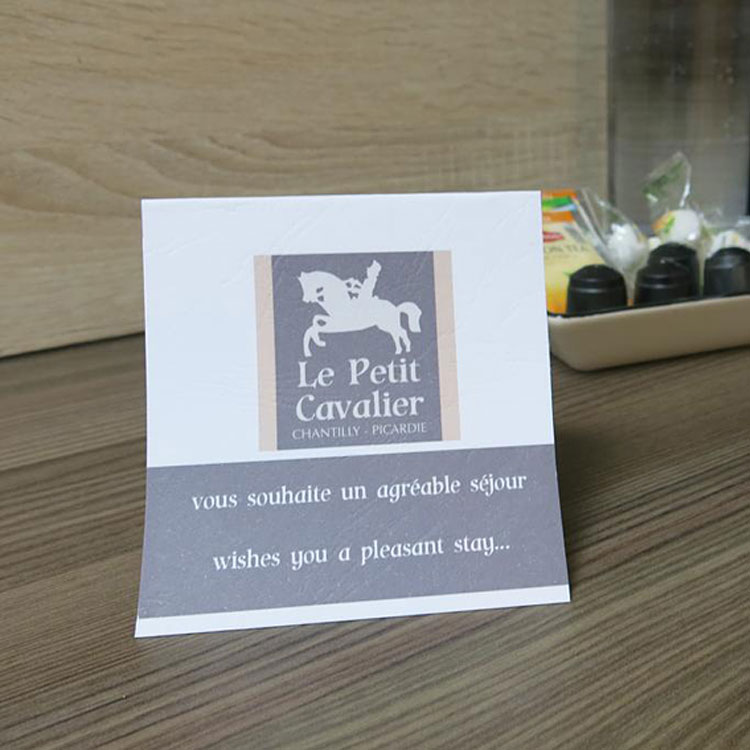 Le Petit
Cavalier
CHANTILLY - PICARDIE
vous souhaite un agréable séjour
wishes you a pleasant stay...